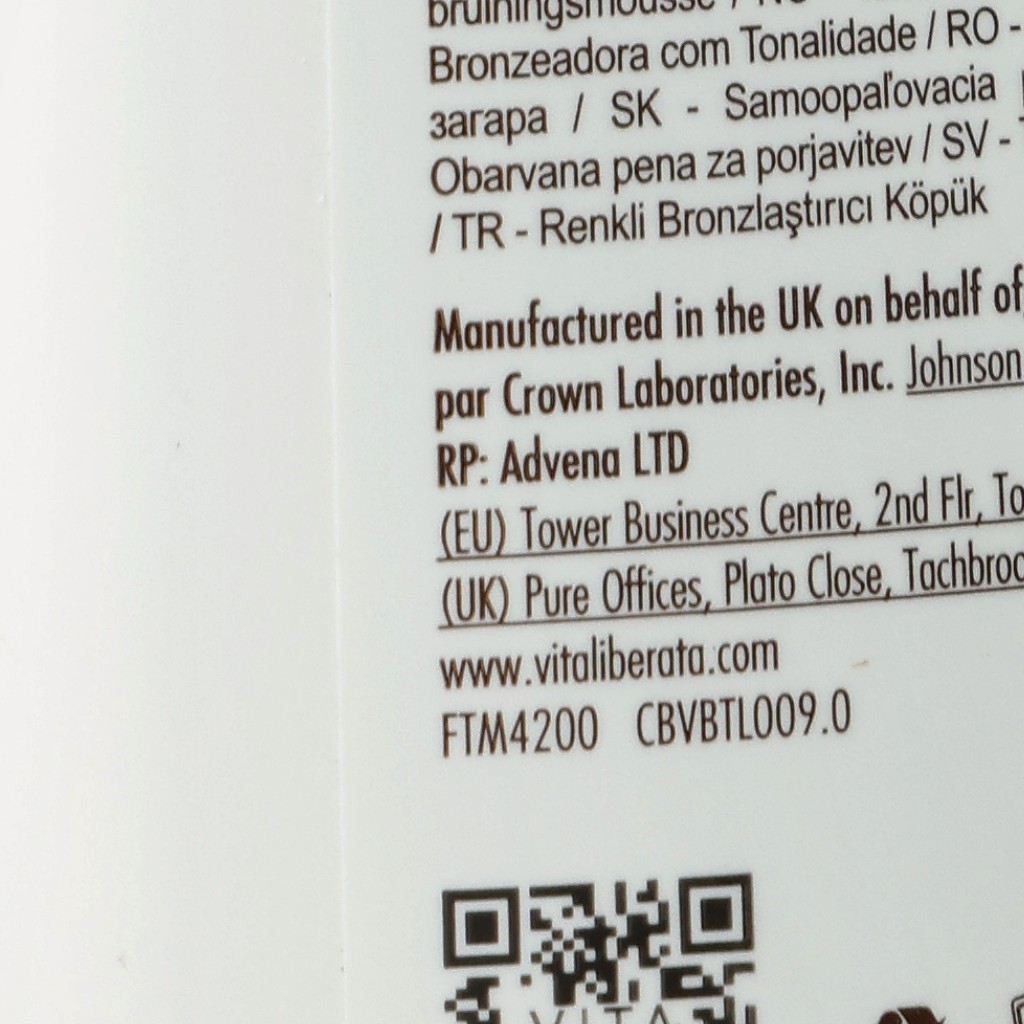 bruiningsmousse /
Bronzeadora com Tonalidade / RO -
загара / SK - Samoopaľovacia
Obarvana pena za porjavitev / SV -
/ TR - Renkli Bronzlaştırıcı Köpük
Manufactured in the UK on behalf of
par Crown Laboratories, Inc. Johnson
RP: Advena LTD
(EU) Tower Business Centre, 2nd Flr,
(UK) Pure Offices, Plato Close,
www.vitaliberata.com
FTM4200 CBVBTL009.0
VITA